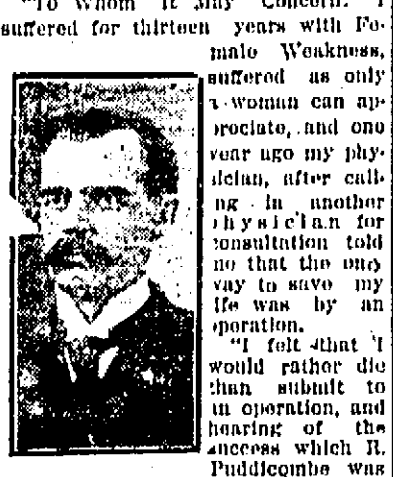 "To Whom It May Concern: I
suffered for thirteen years with Fe-
male Weakness,
suffered as only
a woman can ap-
preciate, and one
year ago my phy-
sician, after call-
ing in another
physician for
consultation told
me that the only
way to save my
life was by an
operation.
"I felt that I
would rather die
than submit to
an operation, and
hearing of the
success which R.
Puddicombe was